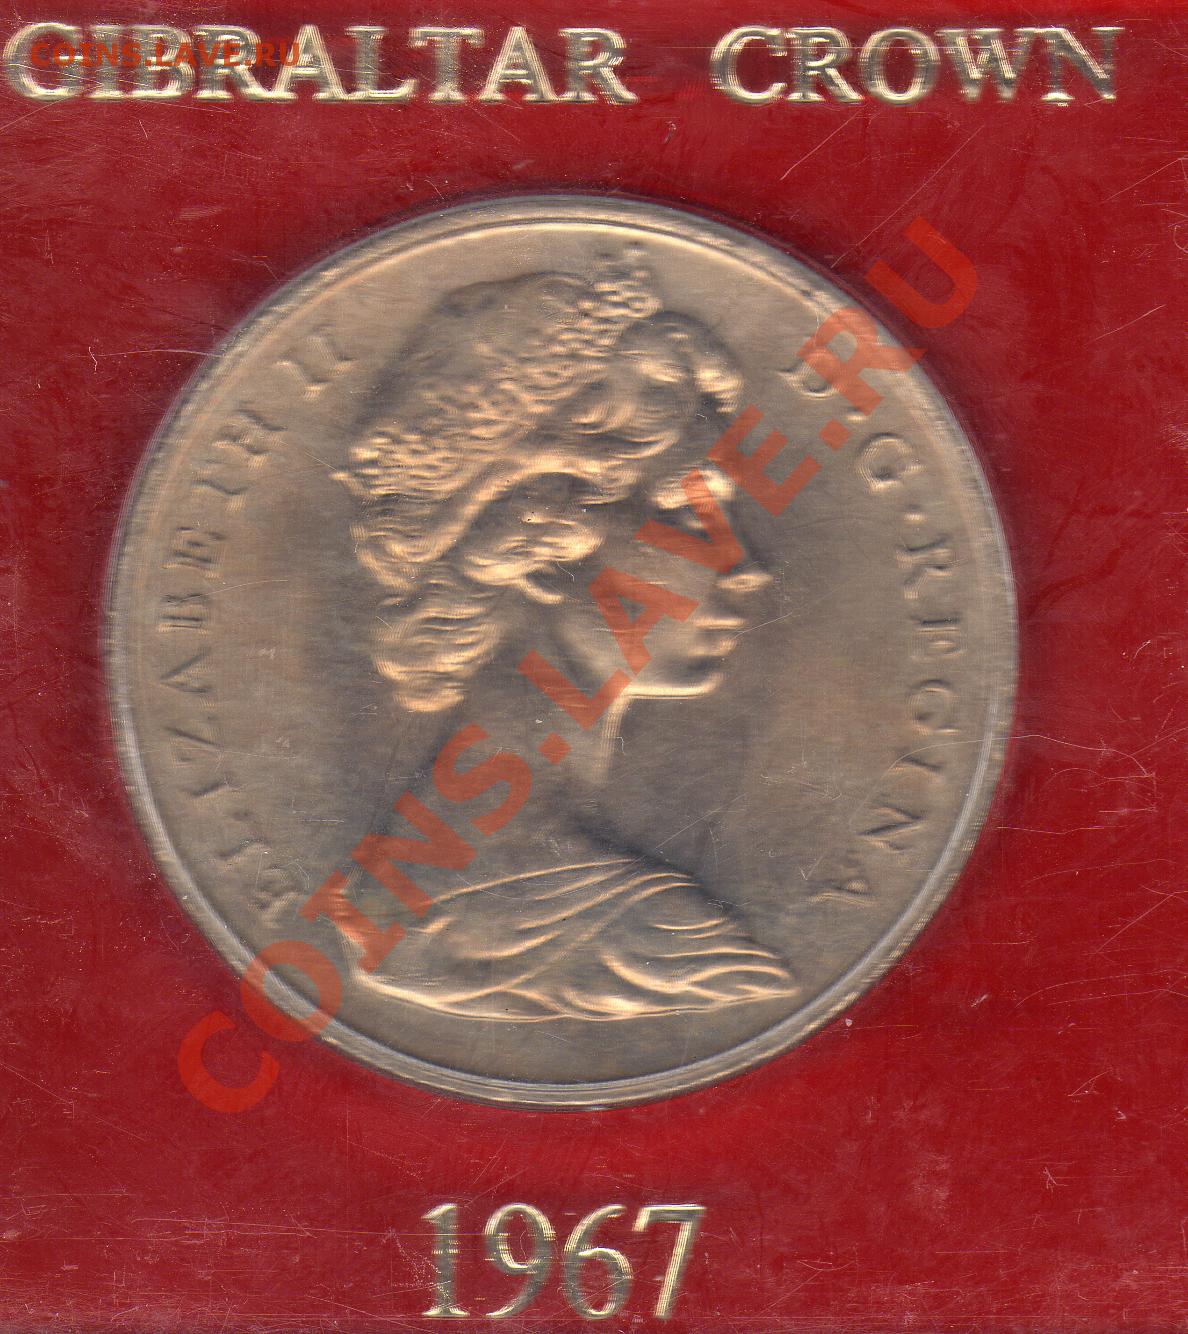 GIBRALTAR CROWN
COINS.LAVE.RU
ELIZABETH II D.G.REGINA
COINS.LAVE.RU
1967